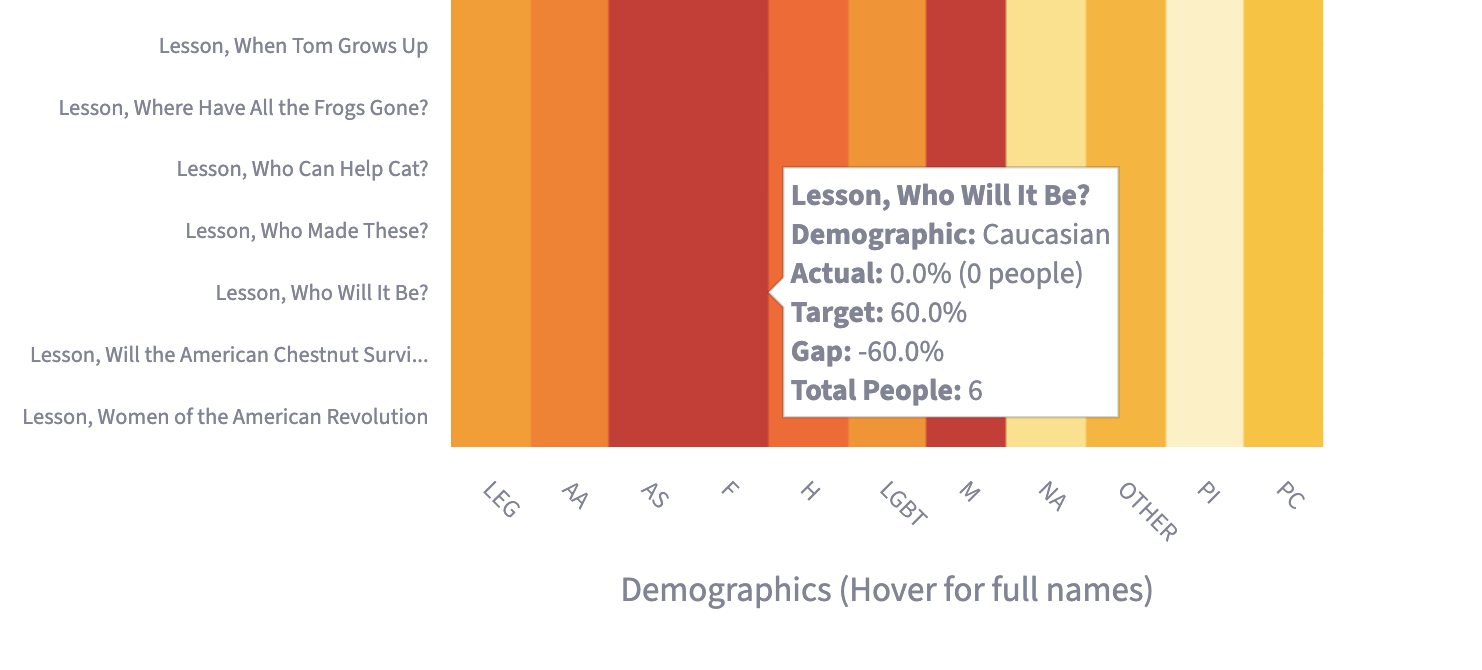 Lesson, When Tom Grows Up
Lesson, Where Have All the Frogs Gone?
Lesson, Who Can Help Cat?
Lesson, Who Made These?
Lesson, Who Will It Be?
Lesson, Will the American Chestnut Survi...
Lesson, Women of the American Revolution
Lesson, Who Will It Be?
Demographic: Caucasian
Actual: 0.0% (0 people)
Target: 60.0%
Gap: -60.0%
Total People: 6
LEG
AA
AS
F
H
LGBT
M
NA
OTHER
PI
PC
Demographics (Hover for full names)